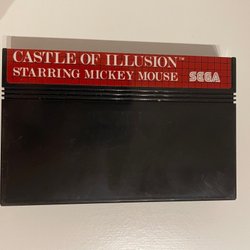 CASTLE OF ILLUSION™
STARRING MICKEY MOUSE SEGA